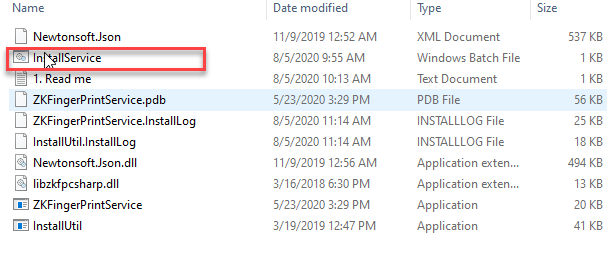 Name Date modified Type Size
Newtonsoft.Json 11/9/2019 12:52 AM XML Document 537 KB
InstallService 8/5/2020 9:55 AM Windows Batch File 1 KB
1. Read me 8/5/2020 10:13 AM Text Document 1 KB
ZKFingerPrintService.pdb 5/23/2020 3:29 PM PDB File 56 KB
ZKFingerPrintService.InstallLog 8/5/2020 11:14 AM INSTALLLOG File 25 KB
InstallUtil.InstallLog 8/5/2020 11:14 AM INSTALLLOG File 18 KB
Newtonsoft.Json.dll 11/9/2019 12:56 AM Application exten... 494 KB
libzkfpcsharp.dll 3/16/2018 6:30 PM Application exten... 13 KB
ZKFingerPrintService 5/23/2020 3:29 PM Application 20 KB
InstallUtil 3/19/2019 12:47 PM Application 41 KB